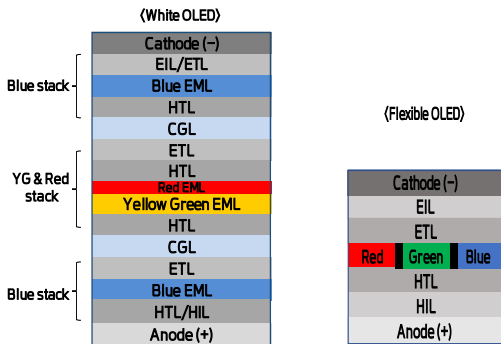 〈White OLED〉
Cathode (–)
EIL/ETL
Blue EML
HTL
CGL
ETL
HTL
Red EML
Yellow Green EML
HTL
CGL
ETL
Blue EML
HTL/HIL
Anode (+)
Blue stack
YG & Red
stack
Blue stack
〈Flexible OLED〉
Cathode (–)
EIL
ETL
Red Green Blue
HTL
HIL
Anode (+)